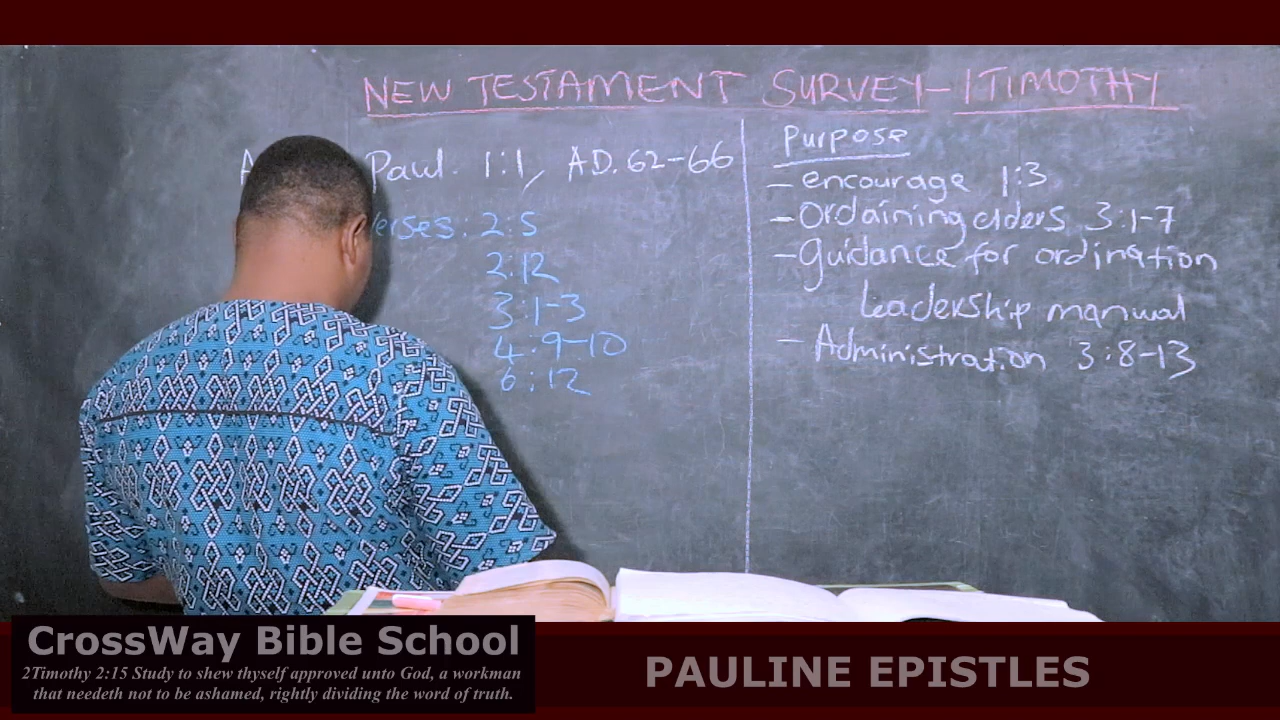 NEW TESTAMENT SURVEY-1TIMOTHY
Paul. 1:1, AD.62-66
erses: 2:5
2:12
3:1-3
4:9-10
6:12
Purpose
-encourage 1:3
-Ordaining elders 3:1-7
-Guidance for ordination
Leadership manual
-Administration 3:8-13
CrossWay Bible School
2Timothy 2:15 Study to shew thyself approved unto God, a workman
that needeth not to be ashamed, rightly dividing the word of truth.
PAULINE EPISTLES